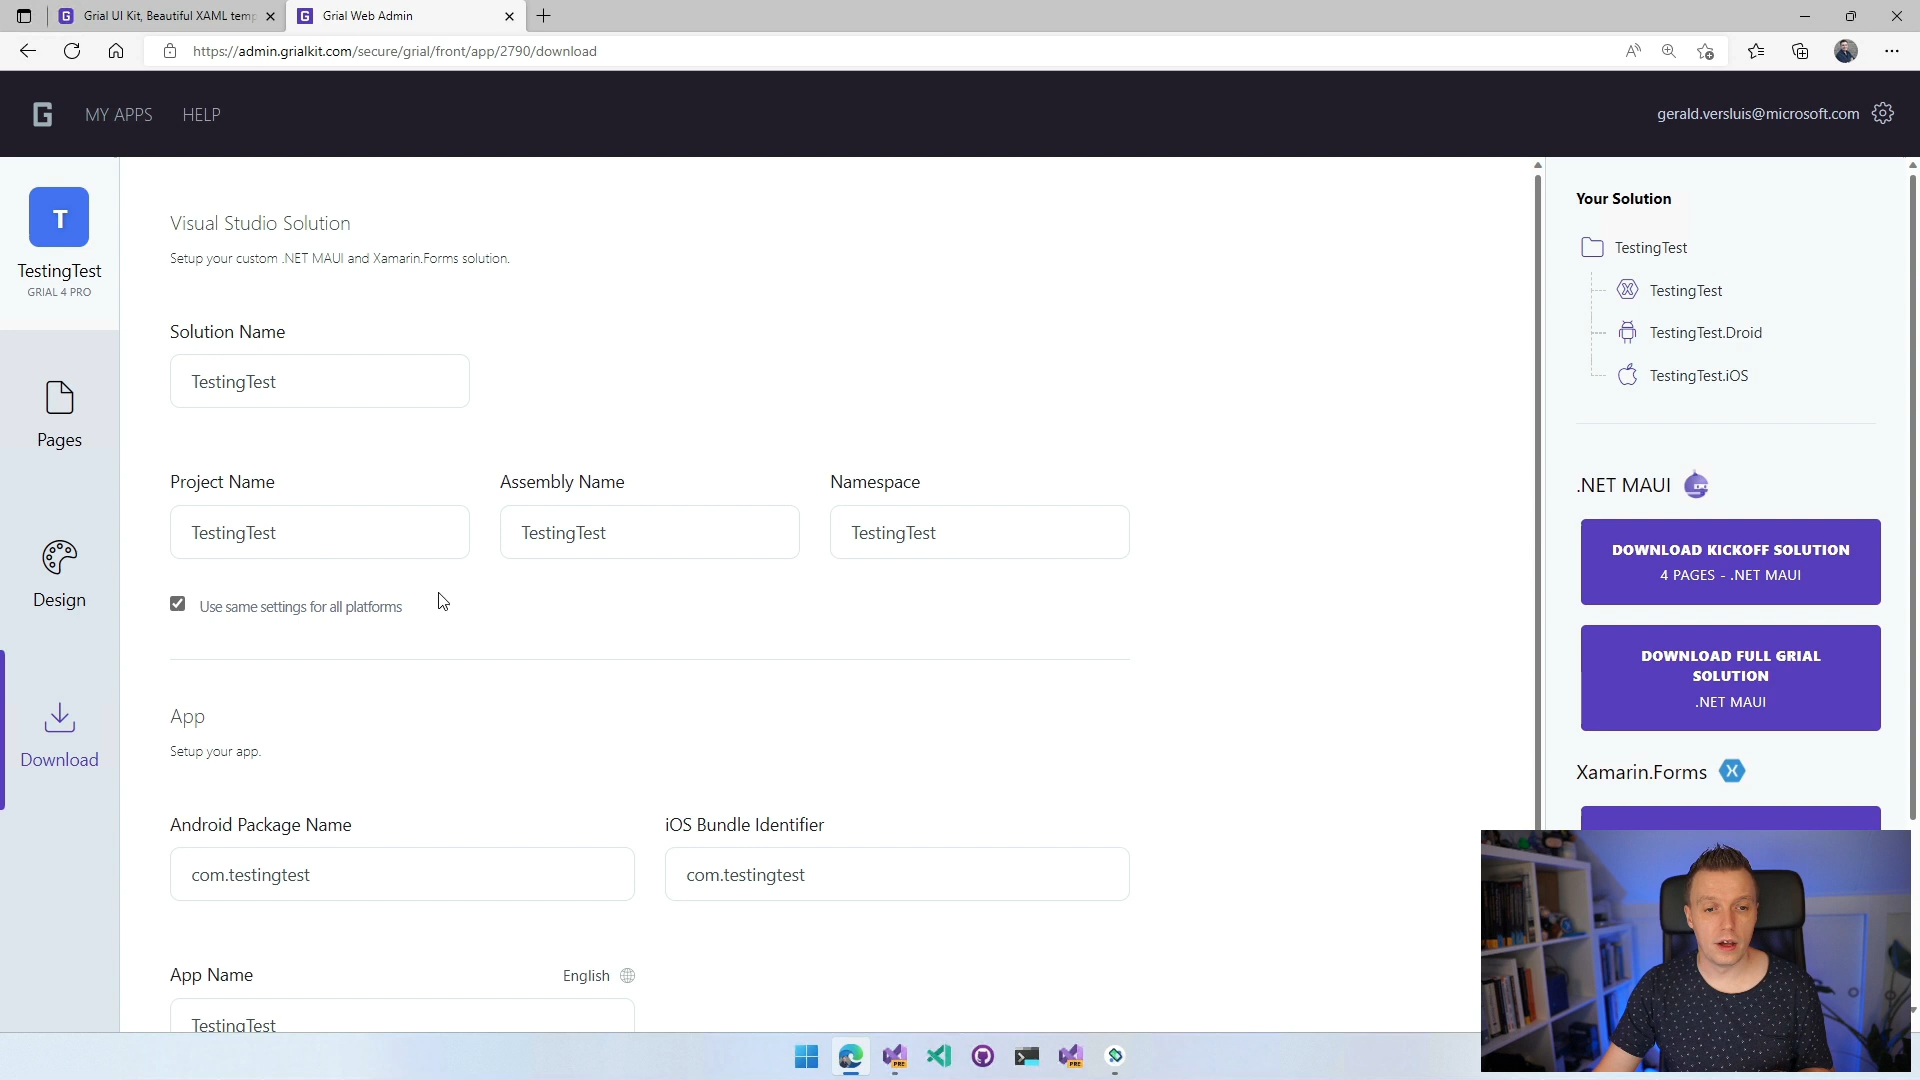 Grial UI Kit, Beautiful XAML temp
Grial Web Admin
https://admin.grialkit.com/secure/grial/front/app/2790/download
G
MY APPS
HELP
gerald.versluis@microsoft.com
T
TestingTest
GRIAL 4 PRO
Pages
Design
Download
Visual Studio Solution
Setup your custom .NET MAUI and Xamarin.Forms solution.
Solution Name
TestingTest
Project Name
Assembly Name
Namespace
TestingTest
TestingTest
TestingTest
Use same settings for all platforms
App
Setup your app.
Android Package Name
iOS Bundle Identifier
com.testingtest
com.testingtest
App Name
English
TestingTest
Your Solution
TestingTest
TestingTest
TestingTest.Droid
TestingTest.iOS
.NET MAUI
DOWNLOAD KICKOFF SOLUTION
4 PAGES - .NET MAUI
DOWNLOAD FULL GRIAL
SOLUTION
.NET MAUI
Xamarin.Forms